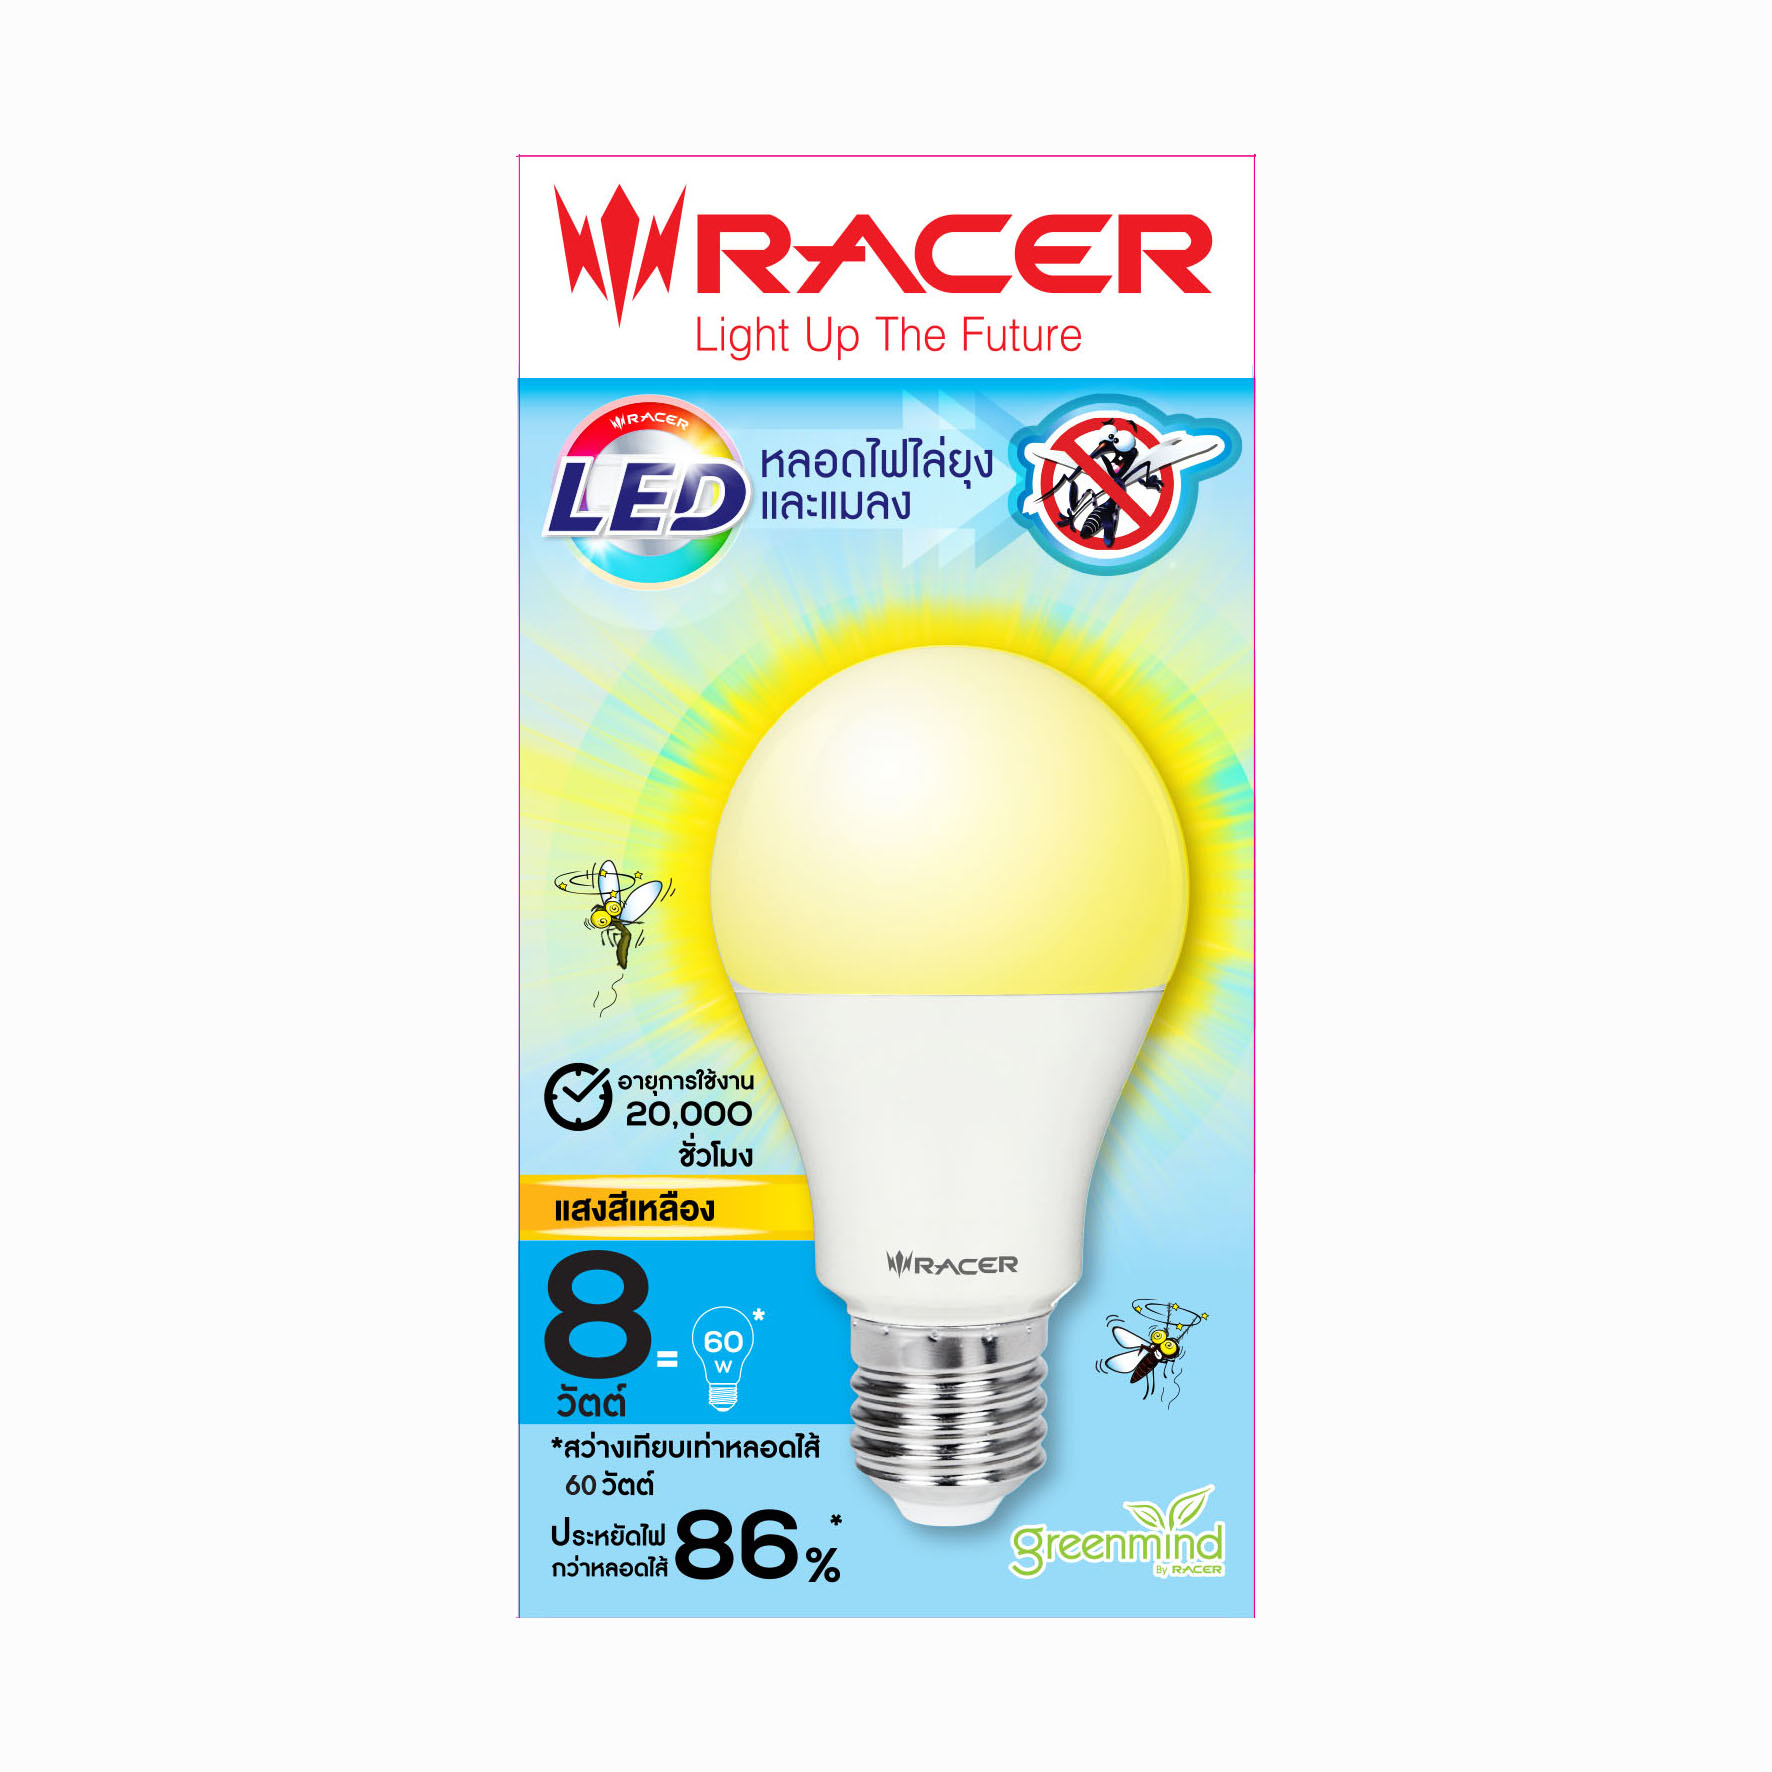 RACER
Light Up The Future
RACER
LED
หลอดไฟไล่ยุง
และแมลง
อายุการใช้งาน
20,000
ชั่วโมง
แสงสีเหลือง
RACER
8
วัตต์
=
60
W
*
*สว่างเทียบเท่าหลอดไส้
60 วัตต์
ประหยัดไฟ
กว่าหลอดไส้
86%*
greenmind
By RACER